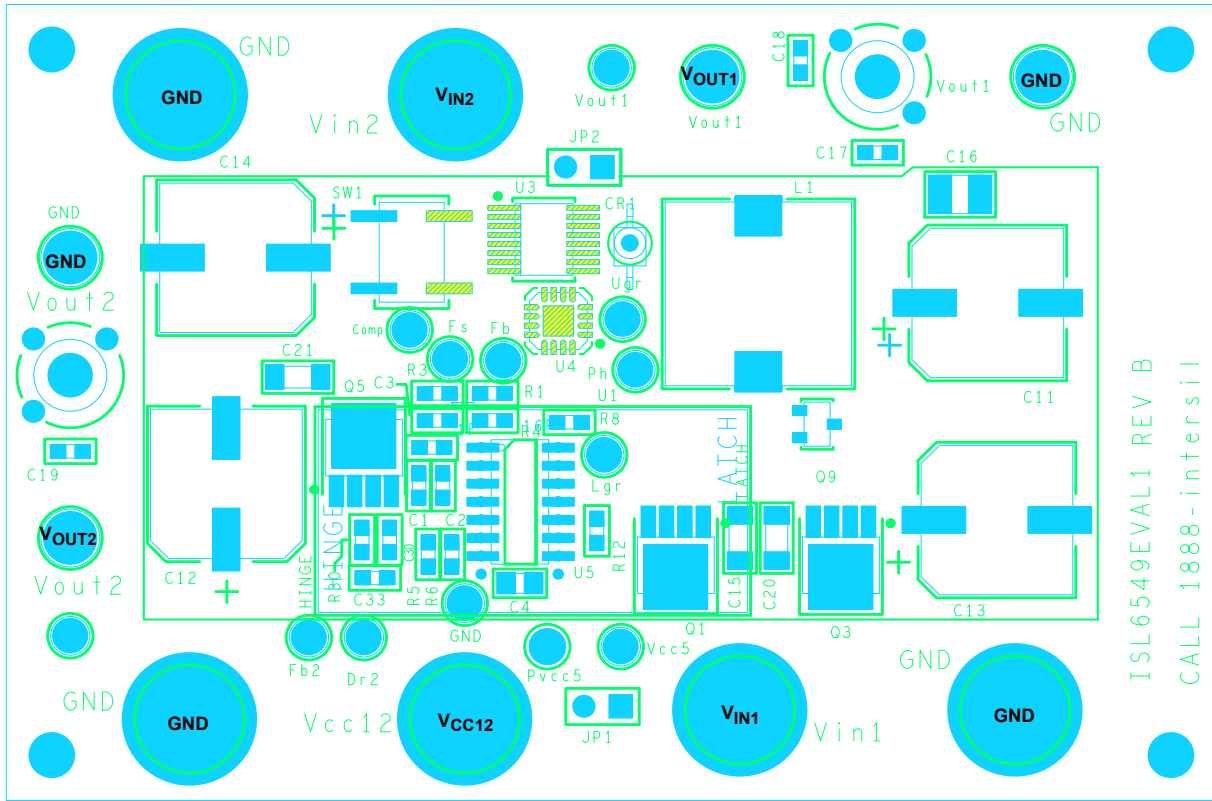 GND
GND
Vin2
VIN2
Vout1
VOUT1
Vout1
C18
Vout1
GND
GND
JP2
C17
C14
C16
SW1
U3
CR1
L1
GND
GND
Vout2
Ugr
Comp
Fs
Fb
U4
Ph
U1
C21
R3
C3
Q5
R1
C11
R8
R4
LATCH
LATCH
C19
Lgr
Q9
C1
C2
VOUT2
Vout2
C12
HINGE
HINGE
C30
R5
R6
C33
C4
U5
R12
C15
C20
C13
GND
Q1
Q3
Fb2
Dr2
Pvcc5
Vcc5
GND
GND
Vcc12
VCC12
JP1
VIN1
Vin1
GND
GND
ISL6549EVAL1 REV B
CALL 1888-intersil